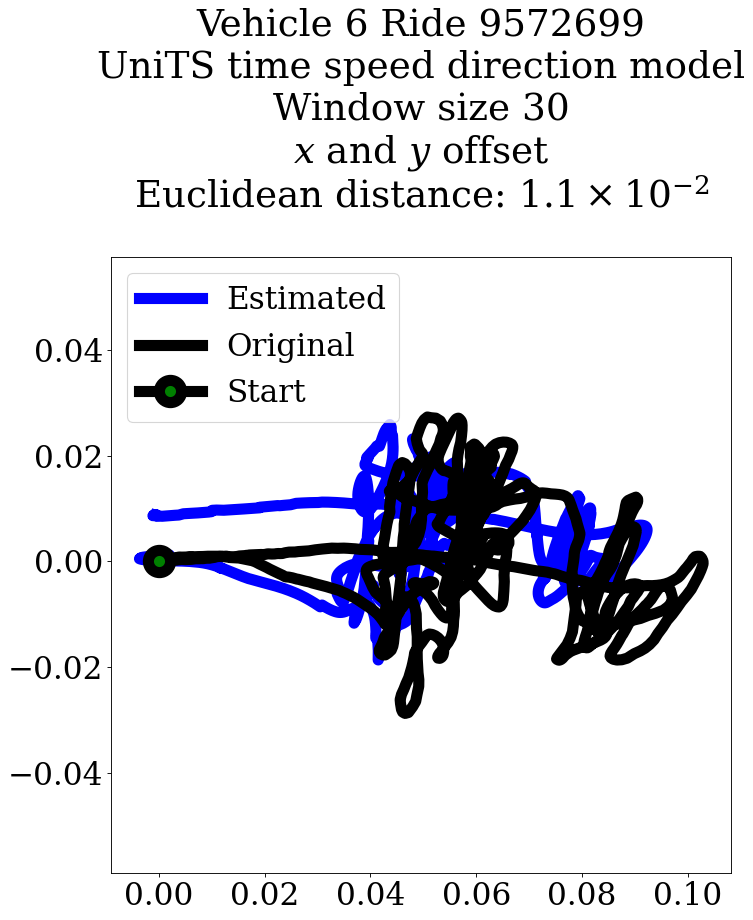 Vehicle 6 Ride 9572699
UniTS time speed direction model
Window size 30
x and y offset
Euclidean distance: 1.1 × 10⁻²
Estimated
Original
Start
0.04
0.02
0.00
−0.02
−0.04
0.00 0.02 0.04 0.06 0.08 0.10